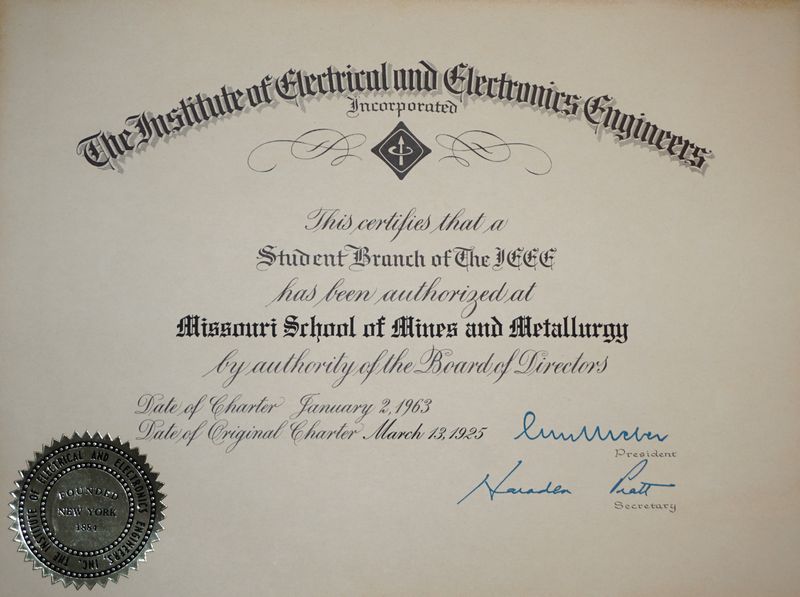 The Institute of Electrical and Electronics Engineers
Incorporated
This certifies that a
Student Branch of The IEEE
has been authorized at
Missouri School of Mines and Metallurgy
by authority of the Board of Directors
Date of Charter January 2, 1963
Date of Original Charter March 13, 1925
President
Haraden Pratt
Secretary
THE INSTITUTE OF ELECTRICAL AND ELECTRONICS ENGINEERS, INC.
FOUNDED
NEW YORK
1884